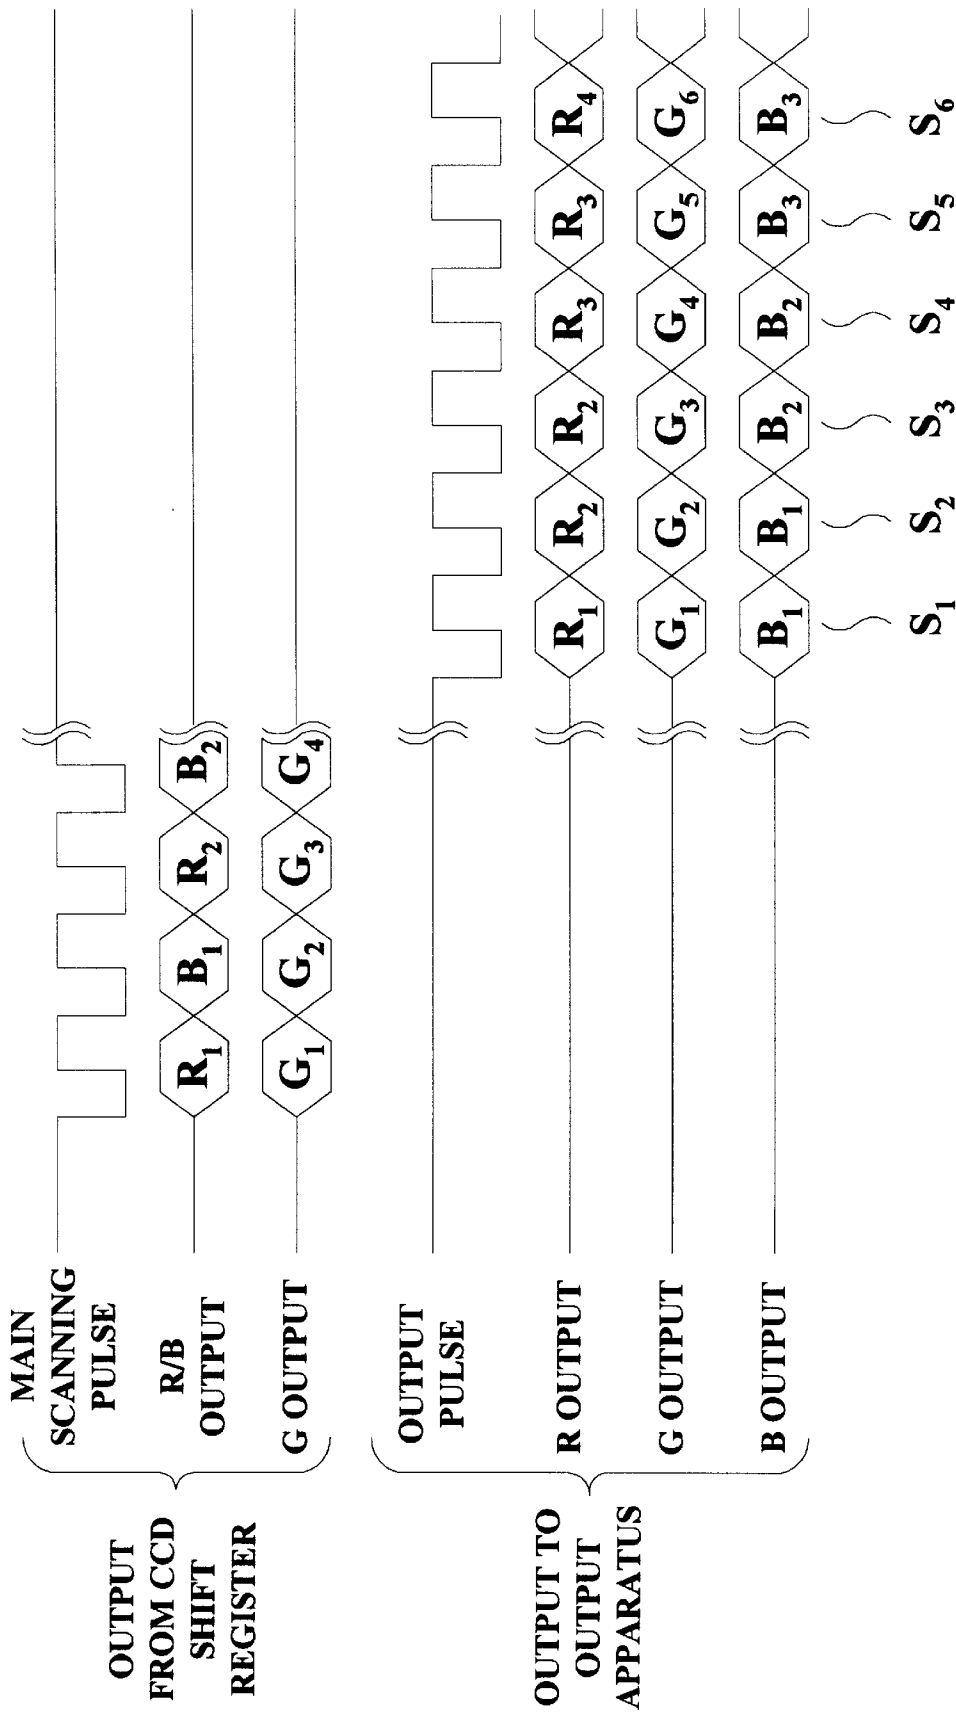 OUTPUT
FROM CCD
SHIFT
REGISTER
MAIN
SCANNING
PULSE
R/B
OUTPUT
R1 B1 R2 B2
G OUTPUT
G1 G2 G3 G4
OUTPUT TO
OUTPUT
APPARATUS
OUTPUT
PULSE
R OUTPUT
R1 R2 R2 R3 R3 R4
G OUTPUT
G1 G2 G3 G4 G5 G6
B OUTPUT
B1 B1 B2 B2 B3 B3
S1 S2 S3 S4 S5 S6